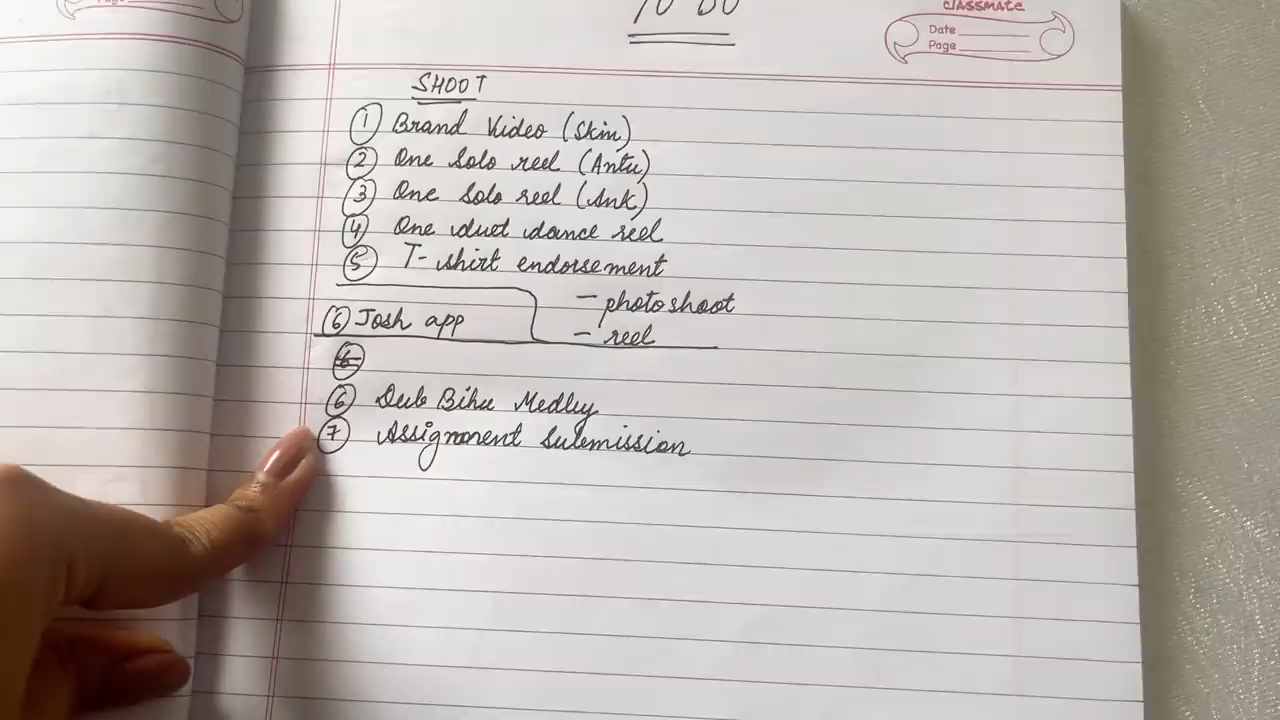 Page
TO DO
classmate
Date
Page
SHOOT
1 Brand Video (Skin)
2 One Solo reel (Antu)
3 One Solo reel (Ank)
4 One duet dance reel
5 T-shirt endorsement
- photoshoot
6 Josh app
- reel
6
6 Dub Bihu Medley
7 Assignment Submission